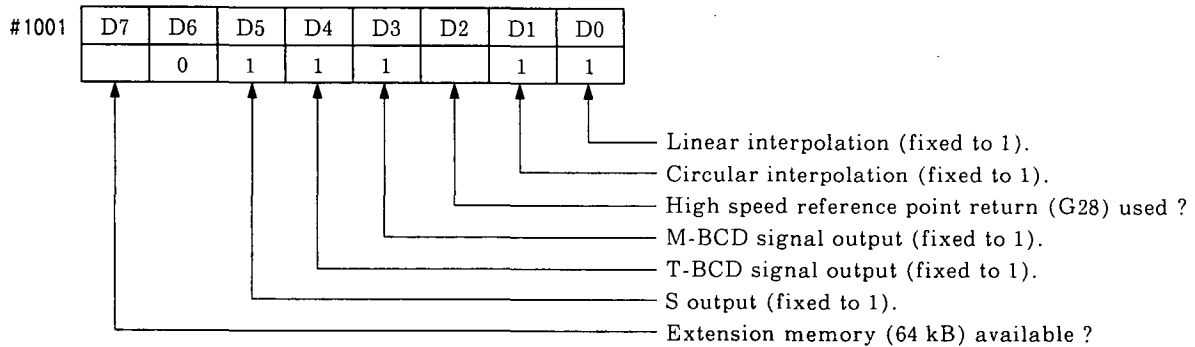 #1001 D7 D6 D5 D4 D3 D2 D1 D0
0 1 1 1 1 1
Linear interpolation (fixed to 1).
Circular interpolation (fixed to 1).
High speed reference point return (G28) used ?
M-BCD signal output (fixed to 1).
T-BCD signal output (fixed to 1).
S output (fixed to 1).
Extension memory (64 kB) available ?